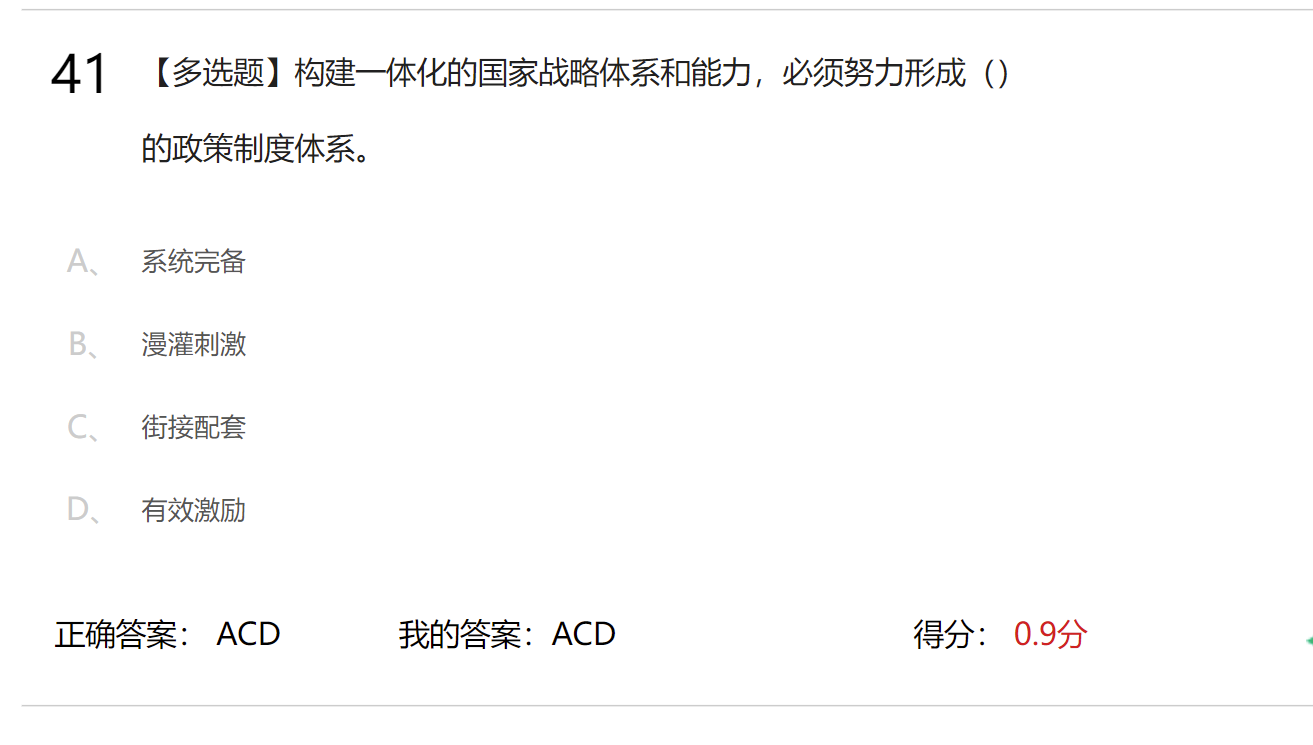 41 【多选题】构建一体化的国家战略体系和能力，必须努力形成（）
的政策制度体系。
A、 系统完备
B、 漫灌刺激
C、 衔接配套
D、 有效激励
正确答案： ACD 我的答案：ACD 得分： 0.9分